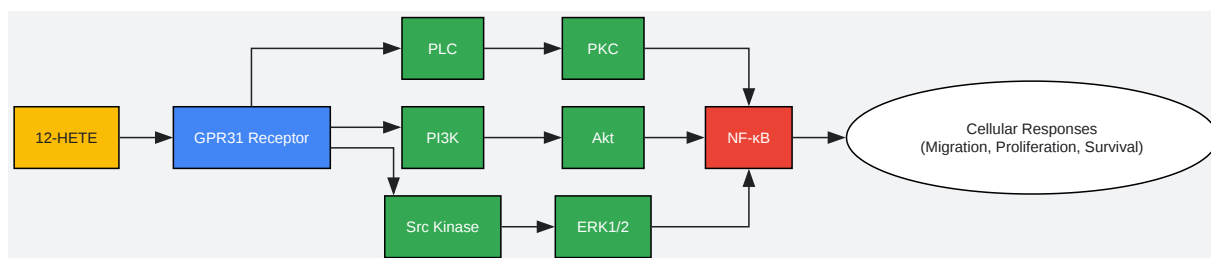 PLC
PKC
12-HETE
GPR31 Receptor
PI3K
Akt
NF-κB
Cellular Responses
(Migration, Proliferation, Survival)
Src Kinase
ERK1/2